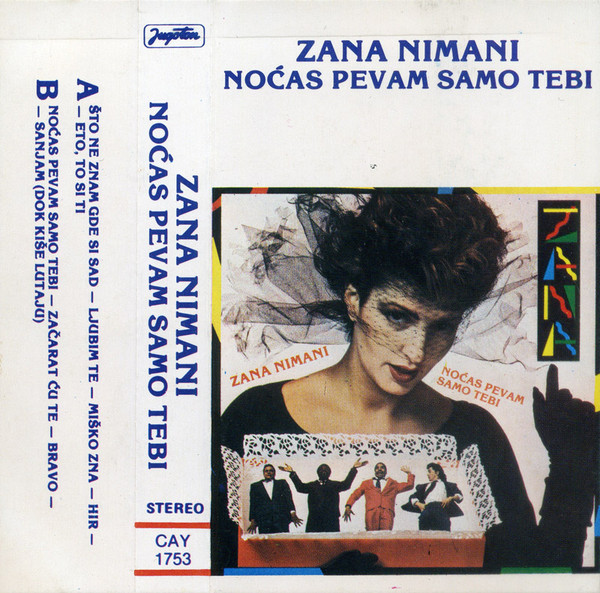 A ŠTO NE ZNAM GDE SI SAD – LJUBIM TE – MIŠKO ZNA – HIR –
– ETO, TO SI TI
B NOĆAS PEVAM SAMO TEBI – ZAČARAT ĆU TE – BRAVO –
– SANJAM (DOK KIŠE LUTAJU)
Jugoton
ZANA NIMANI
NOĆAS PEVAM SAMO TEBI
STEREO
CAY
1753
ZANA NIMANI
NOĆAS PEVAM SAMO TEBI
ZANA
ZANA NIMANI
NOĆAS PEVAM
SAMO TEBI